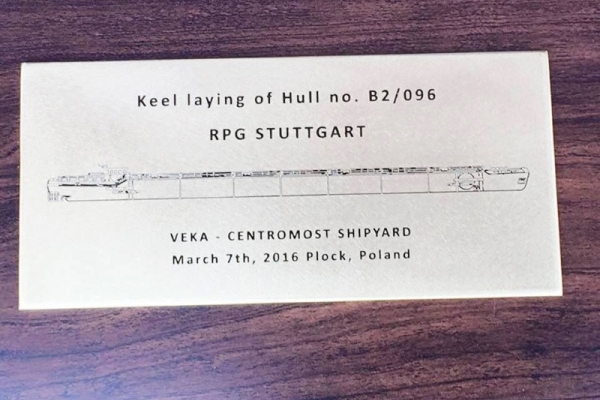 Keel laying of Hull no. B2/096
RPG STUTTGART
VEKA - CENTROMOST SHIPYARD
March 7th, 2016 Plock, Poland